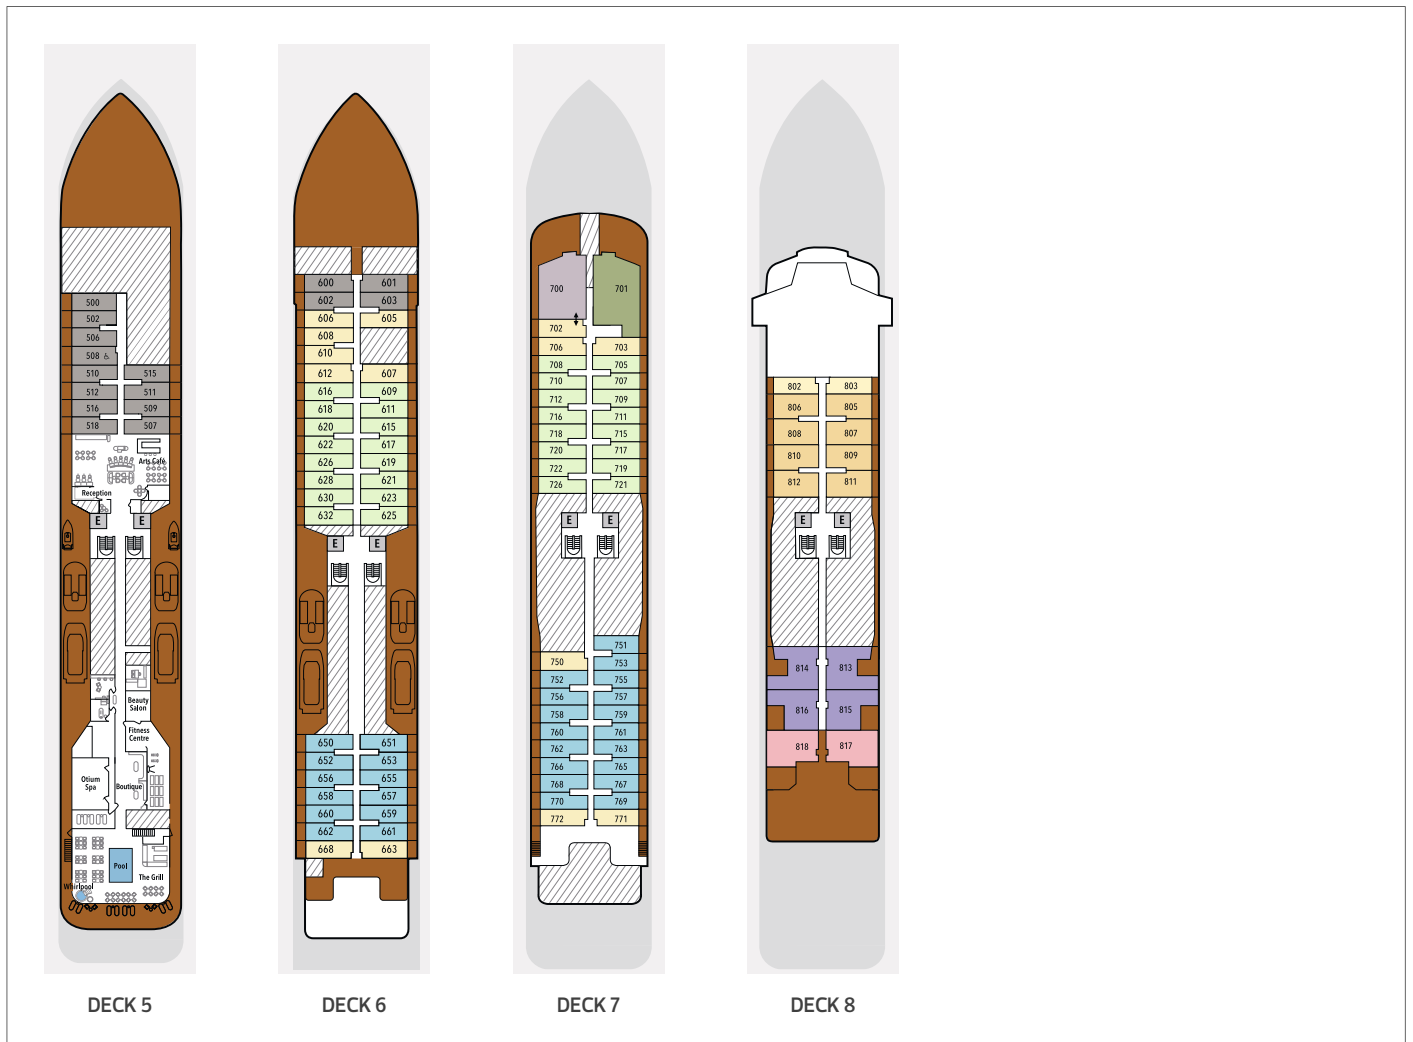 500
502
506
508
510 515
512 511
516 509
518 507
Arts Café
Reception
E E
Beauty
Salon
Fitness
Centre
Otium
Spa
Boutique
Pool
The Grill
Whirlpool
DECK 5
600 601
602 603
606 605
608
610
612 607
616 609
618 611
620 615
622 617
626 619
628 621
630 623
632 625
E E
650 651
652 653
656 655
658 657
660 659
662 661
668 663
DECK 6
700 701
702
706 703
708 705
710 707
712 709
716 711
718 715
720 717
722 719
726 721
E E
751
750 753
752 755
756 757
758 759
760 761
762 763
766 765
768 767
770 769
772 771
DECK 7
802 803
806 805
808 807
810 809
812 811
E E
814 813
816 815
818 817
DECK 8